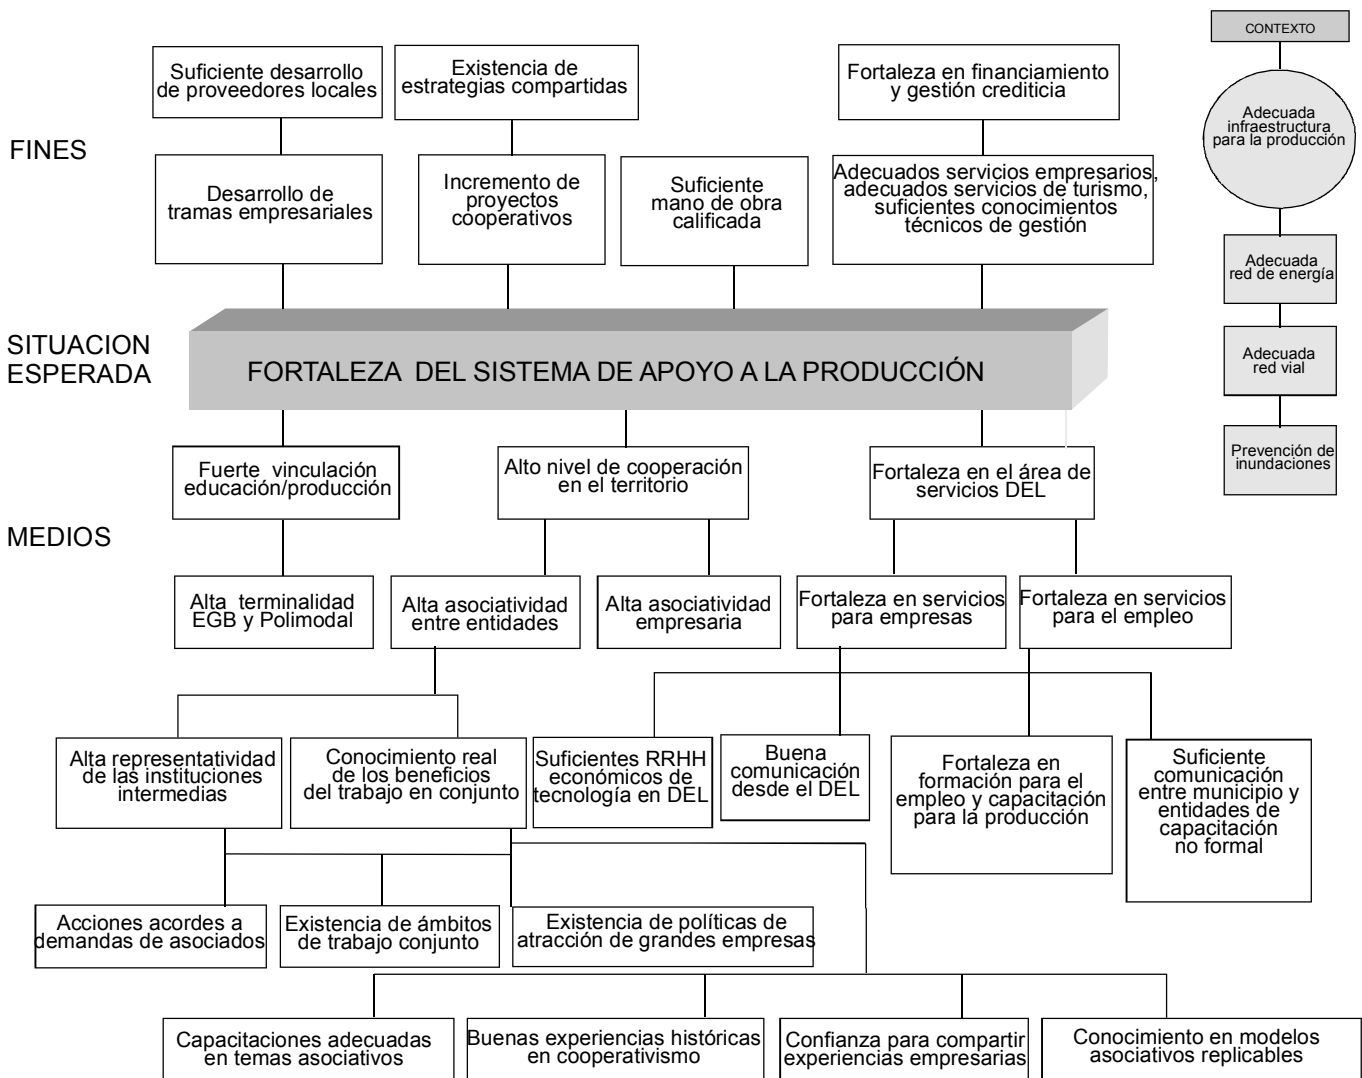 CONTEXTO
Adecuada
infraestructura
para la producción
Adecuada
red de energía
Adecuada
red vial
Prevención de
inundaciones
FINES
Suficiente desarrollo
de proveedores locales
Existencia de
estrategias compartidas
Fortaleza en financiamiento
y gestión crediticia
Desarrollo de
tramas empresariales
Incremento de
proyectos
cooperativos
Suficiente
mano de obra
calificada
Adecuados servicios empresarios,
adecuados servicios de turismo,
suficientes conocimientos
técnicos de gestión
SITUACION
ESPERADA
FORTALEZA DEL SISTEMA DE APOYO A LA PRODUCCIÓN
MEDIOS
Fuerte vinculación
educación/producción
Alto nivel de cooperación
en el territorio
Fortaleza en el área de
servicios DEL
Alta terminalidad
EGB y Polimodal
Alta asociatividad
entre entidades
Alta asociatividad
empresaria
Fortaleza en servicios
para empresas
Fortaleza en servicios
para el empleo
Alta representatividad
de las instituciones
intermedias
Conocimiento real
de los beneficios
del trabajo en conjunto
Suficientes RRHH
económicos de
tecnología en DEL
Buena
comunicación
desde el DEL
Fortaleza en
formación para el
empleo y capacitación
para la producción
Suficiente
comunicación
entre municipio y
entidades de
capacitación
no formal
Acciones acordes a
demandas de asociados
Existencia de ámbitos
de trabajo conjunto
Existencia de políticas de
atracción de grandes empresas
Capacitaciones adecuadas
en temas asociativos
Buenas experiencias históricas
en cooperativismo
Confianza para compartir
experiencias empresarias
Conocimiento en modelos
asociativos replicables